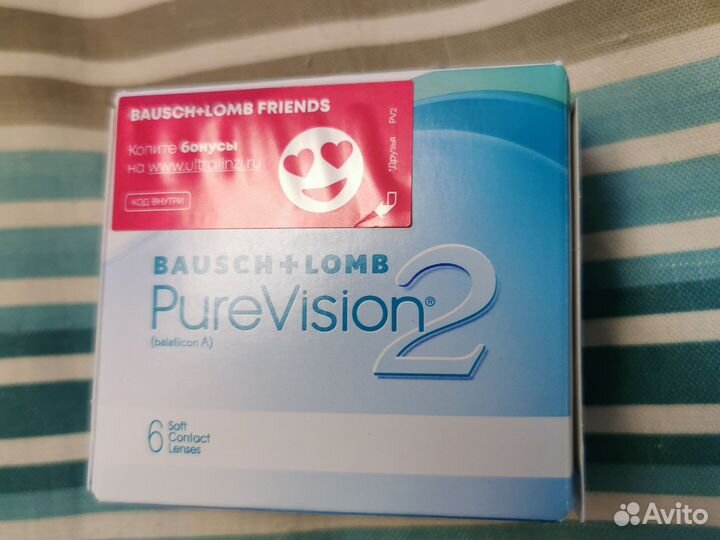 BAUSCH+LOMB FRIENDS
Копите бонусы
на www.ultralinzi.ru
КОД ВНУТРИ
*Друзья PV2
BAUSCH+LOMB
PureVision® 2
(balafilcon A)
6 Soft
Contact
Lenses
Avito